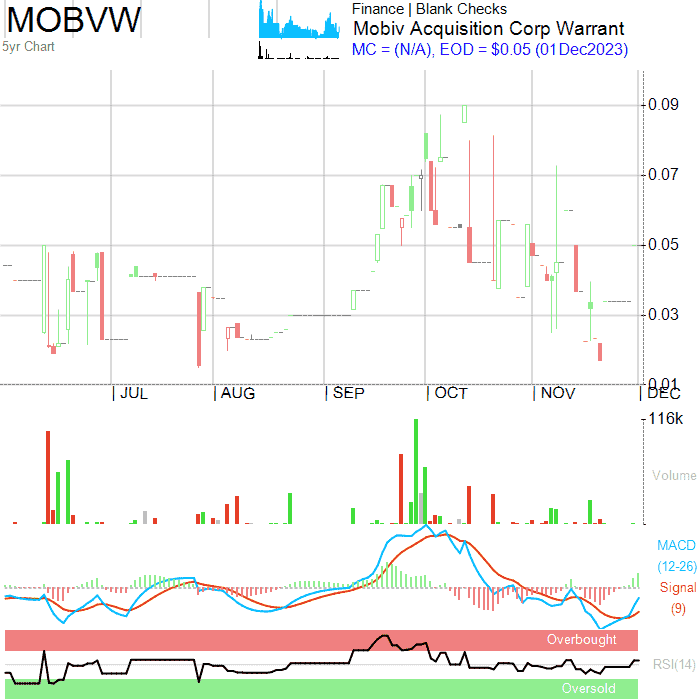 MOBVW
5yr Chart
Finance | Blank Checks
Mobiv Acquisition Corp Warrant
MC = (N/A), EOD = $0.05 (01Dec2023)
0.09
0.07
0.05
0.03
0.01
JUL
AUG
SEP
OCT
NOV
DEC
116k
Volume
MACD
(12-26)
Signal
(9)
Overbought
RSI(14)
Oversold